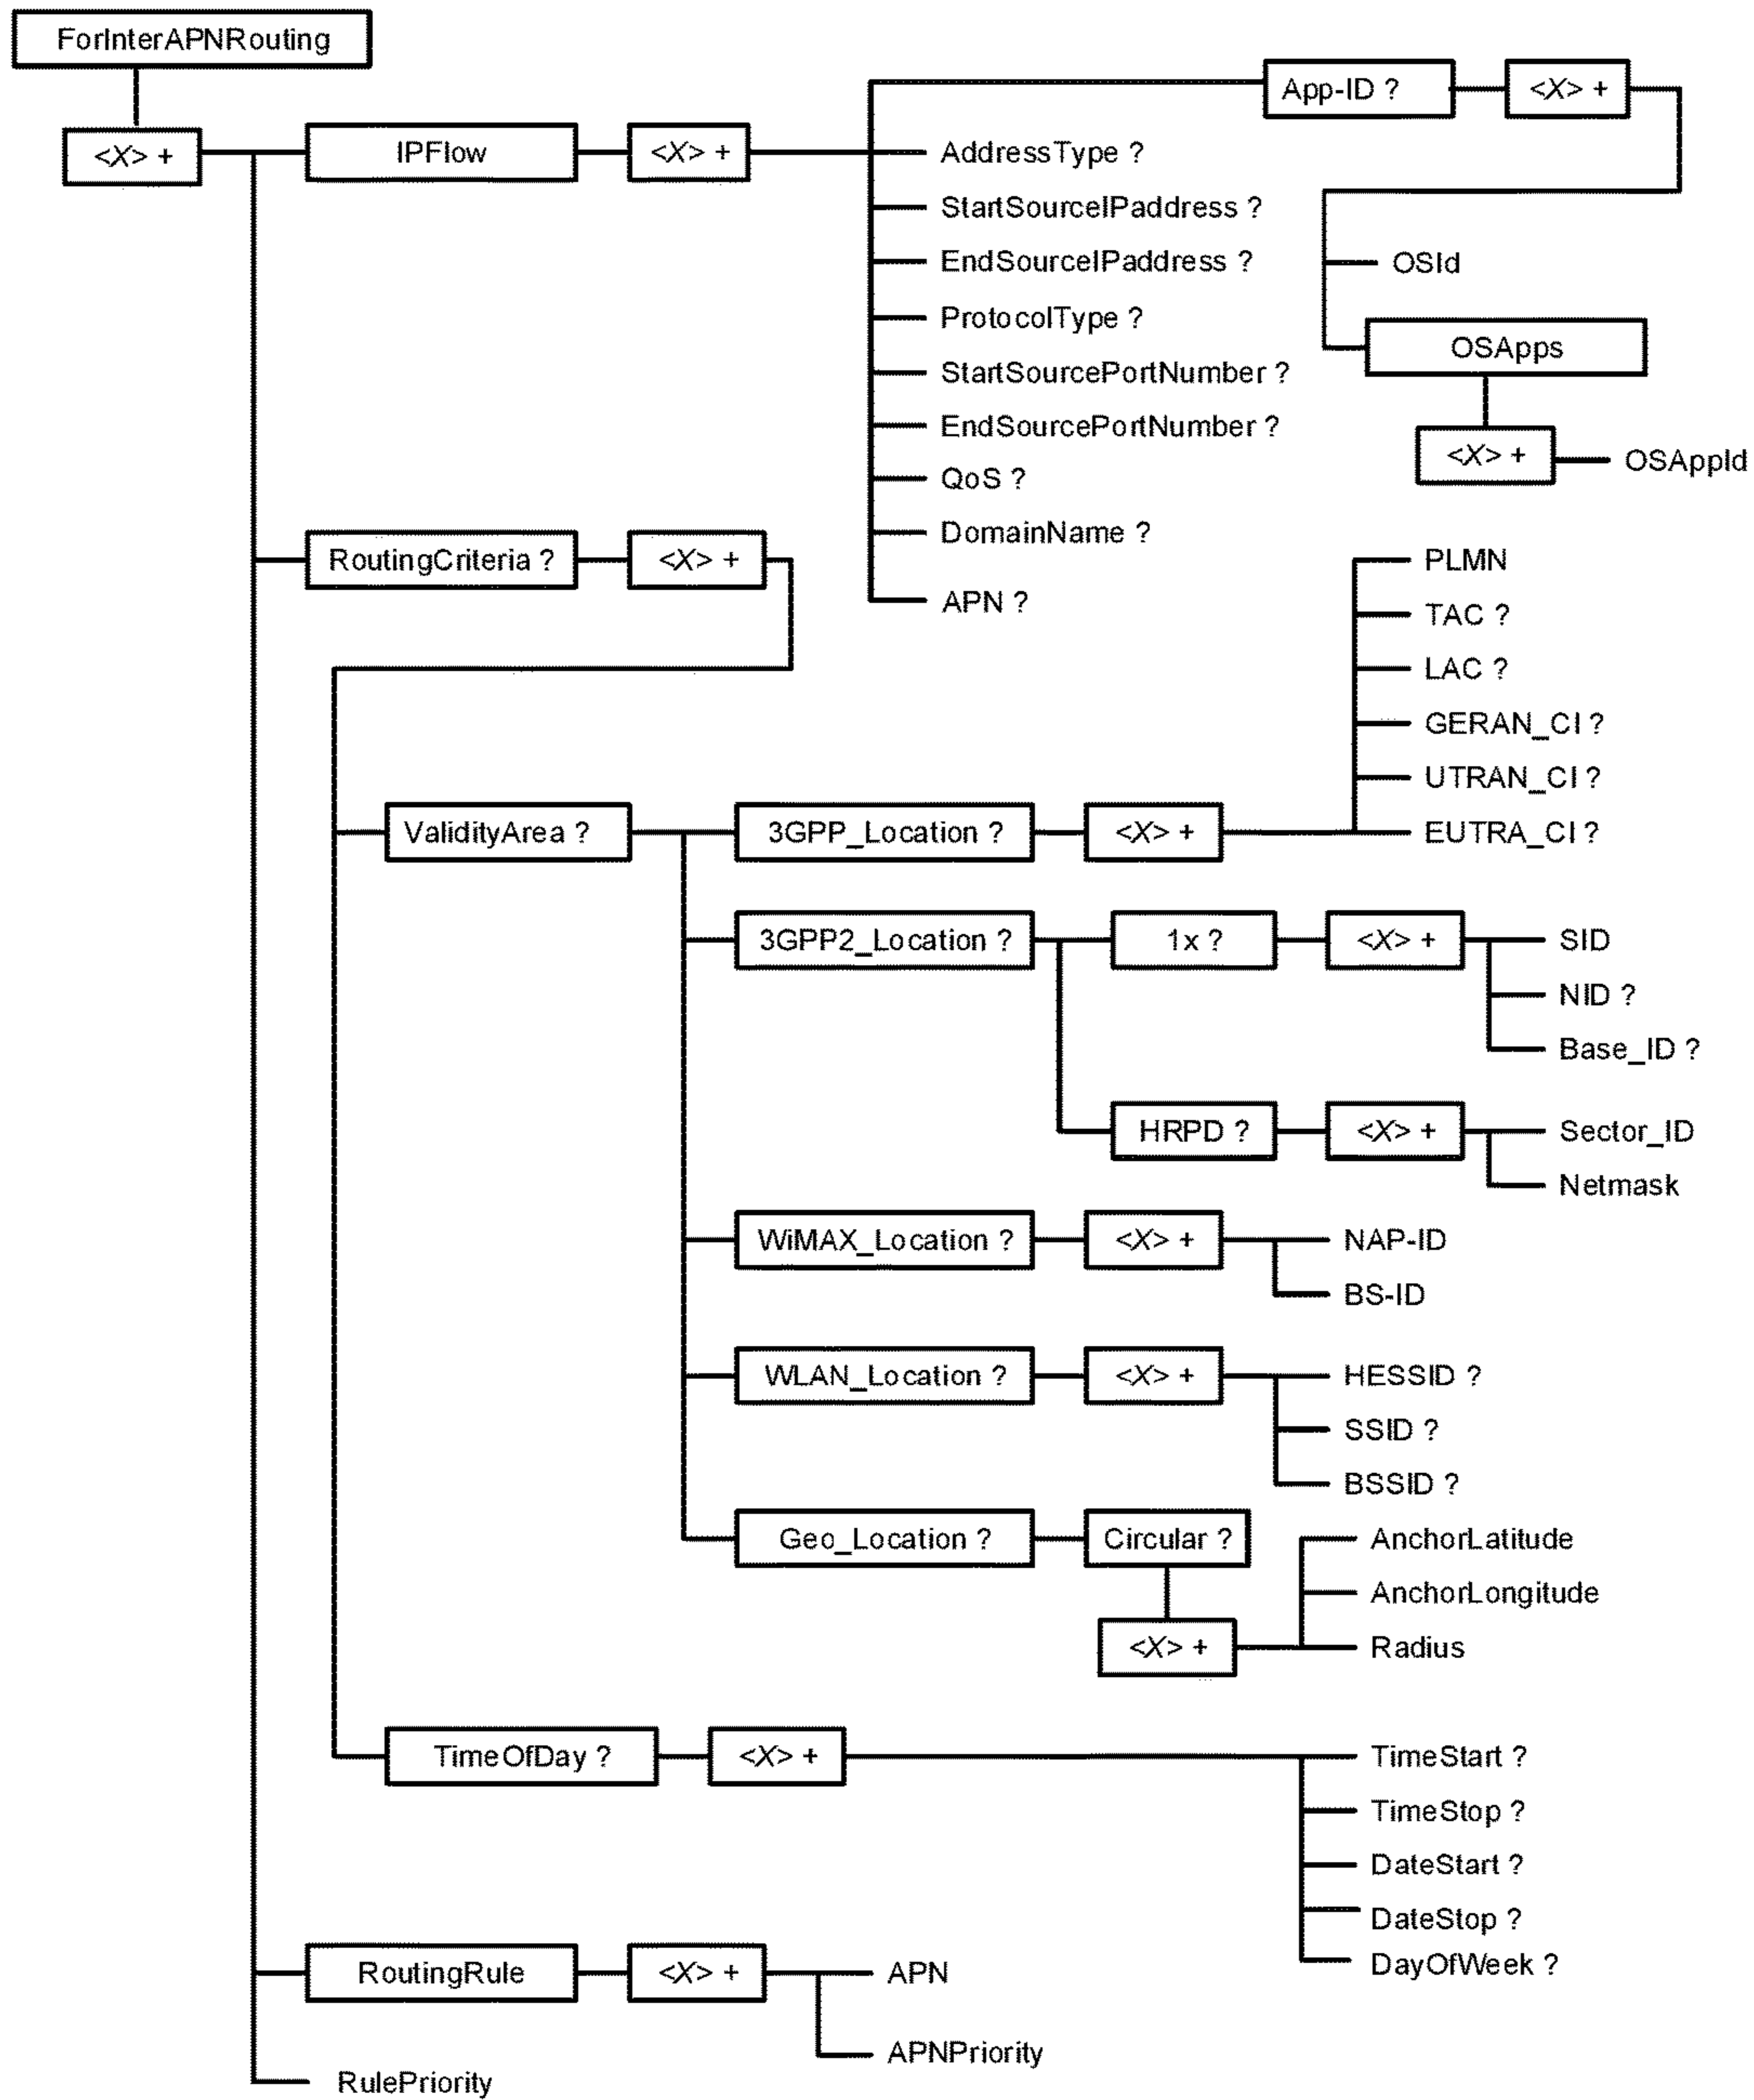 ForInterAPNRouting
<X> +
IPFlow
<X> +
App-ID ?
<X> +
AddressType ?
StartSourceIPaddress ?
EndSourceIPaddress ?
ProtocolType ?
StartSourcePortNumber ?
EndSourcePortNumber ?
QoS ?
DomainName ?
APN ?
OSId
OSApps
<X> +
OSAppId
RoutingCriteria ?
<X> +
ValidityArea ?
3GPP_Location ?
<X> +
PLMN
TAC ?
LAC ?
GERAN_CI ?
UTRAN_CI ?
EUTRA_CI ?
3GPP2_Location ?
1x ?
<X> +
SID
NID ?
Base_ID ?
HRPD ?
<X> +
Sector_ID
Netmask
WiMAX_Location ?
<X> +
NAP-ID
BS-ID
WLAN_Location ?
<X> +
HESSID ?
SSID ?
BSSID ?
Geo_Location ?
Circular ?
<X> +
AnchorLatitude
AnchorLongitude
Radius
TimeOfDay ?
<X> +
TimeStart ?
TimeStop ?
DateStart ?
DateStop ?
DayOfWeek ?
RoutingRule
<X> +
APN
APNPriority
RulePriority